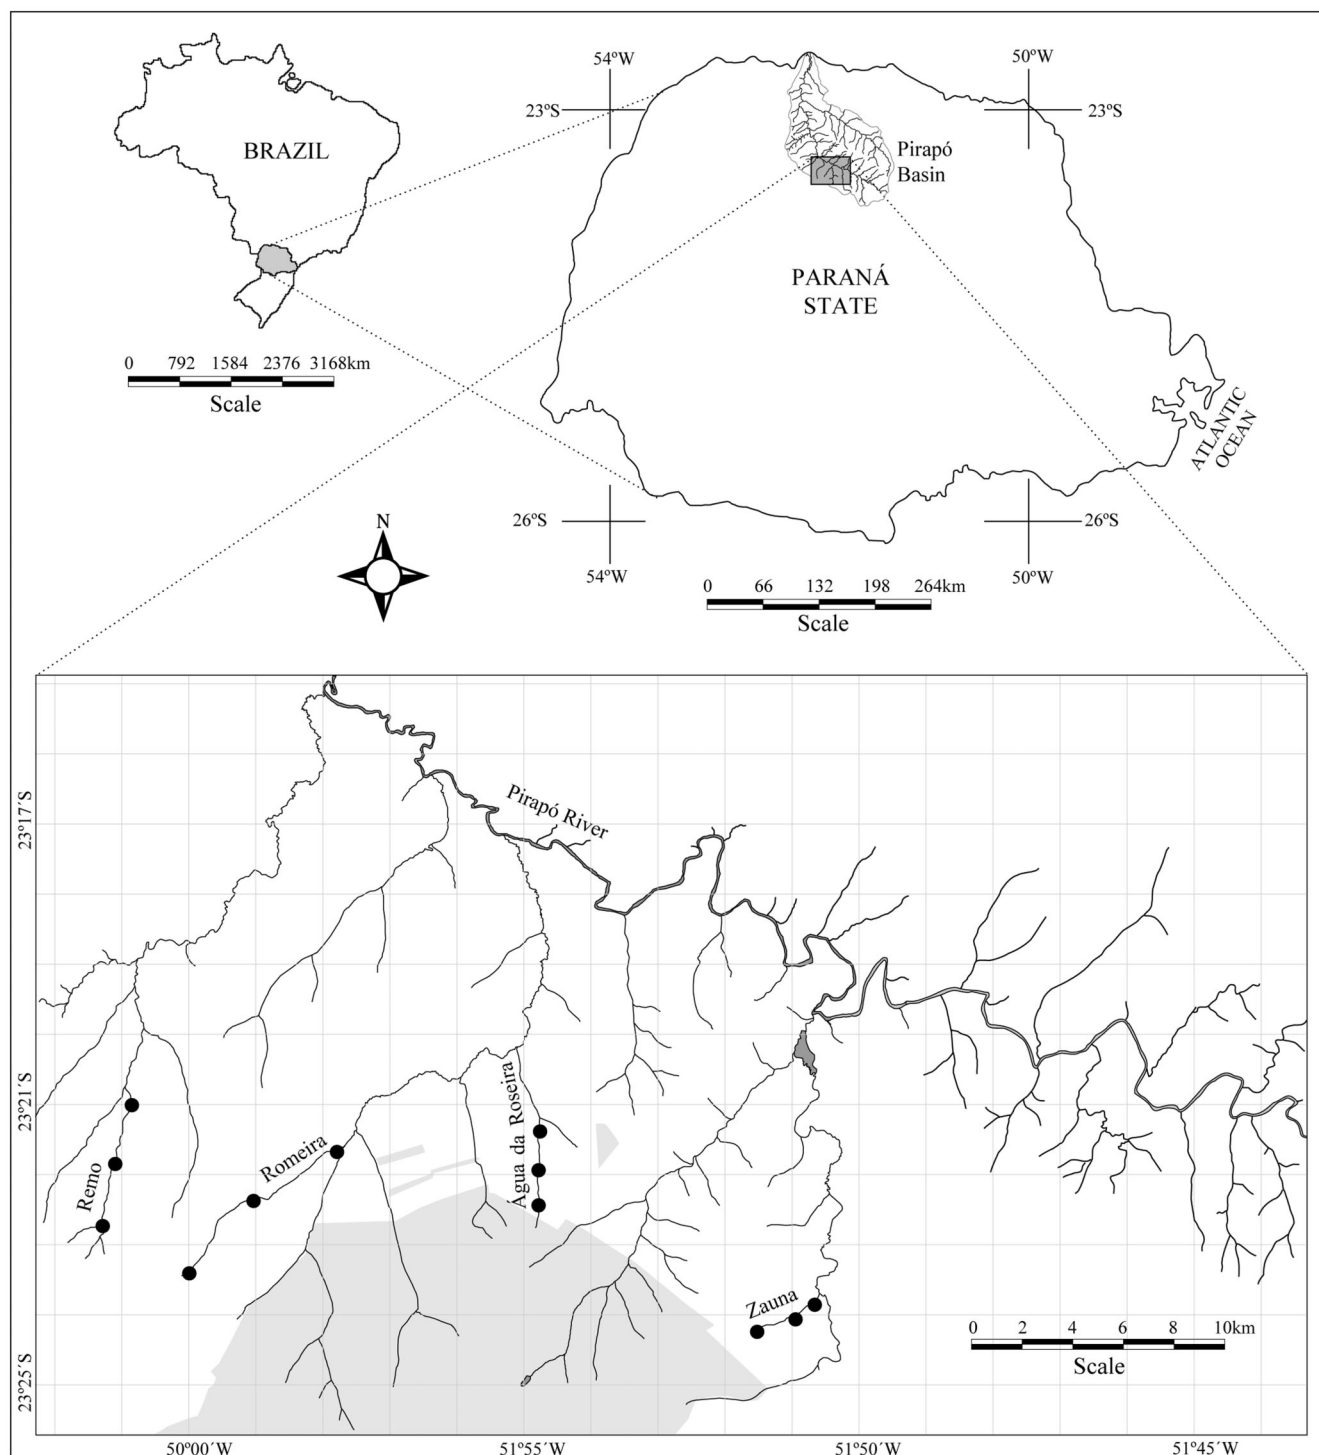 BRAZIL
0 792 1584 2376 3168km
Scale
54ºW
50ºW
23ºS
23ºS
Pirapó
Basin
PARANÁ
STATE
ATLANTIC
OCEAN
26ºS
26ºS
54ºW
50ºW
0 66 132 198 264km
Scale
N
Pirapó River
23º17´S
23º21´S
23º25´S
Remo
Romeira
Água da Roseira
Zauna
0 2 4 6 8 10km
Scale
50º00´W
51º55´W
51º50´W
51º45´W